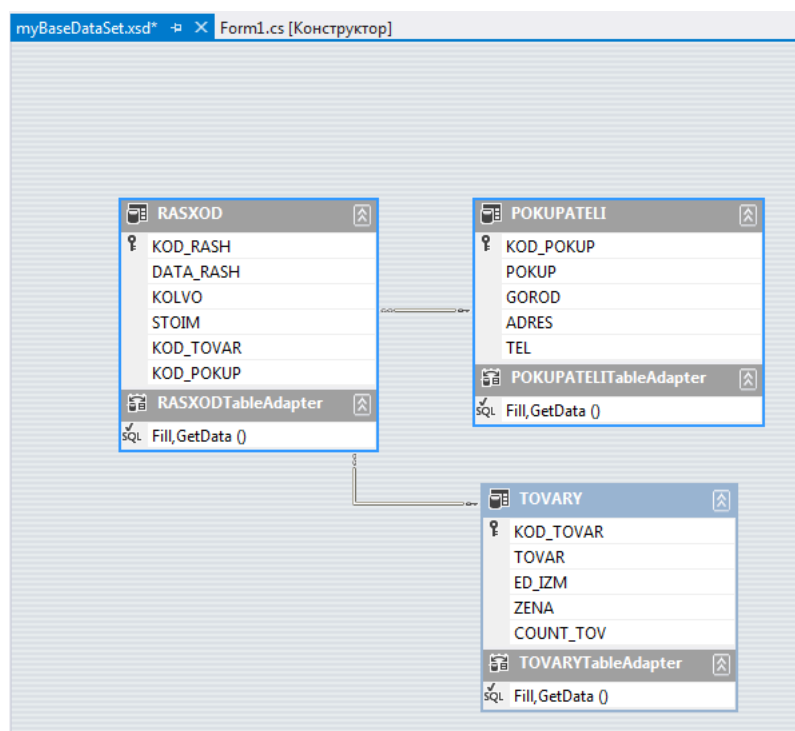 myBaseDataSet.xsd* Form1.cs [Конструктор]
RASXOD
KOD_RASH
DATA_RASH
KOLVO
STOIM
KOD_TOVAR
KOD_POKUP
RASXODTableAdapter
SQL Fill,GetData ()
POKUPATELI
KOD_POKUP
POKUP
GOROD
ADRES
TEL
POKUPATELITableAdapter
SQL Fill,GetData ()
TOVARY
KOD_TOVAR
TOVAR
ED_IZM
ZENA
COUNT_TOV
TOVARYTableAdapter
SQL Fill,GetData ()